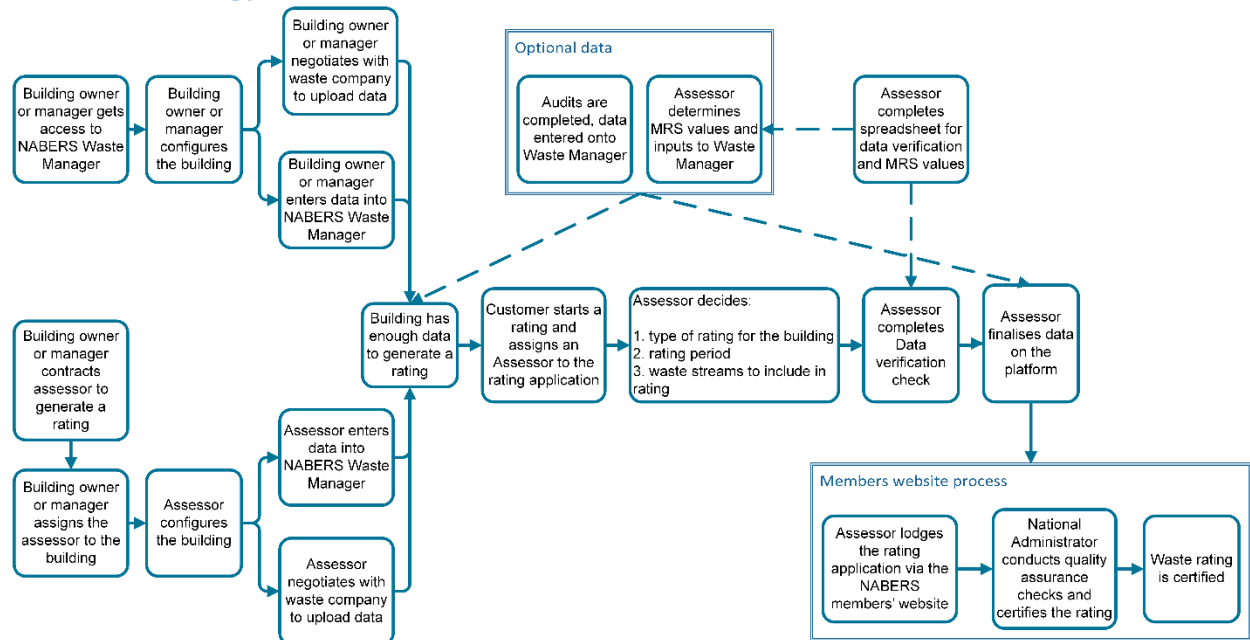 Building owner
or manager
negotiates with
waste company
to upload data
Building owner
or manager gets
access to
NABERS Waste
Manager
Building
owner or
manager
configures
the building
Building owner
or manager
enters data into
NABERS Waste
Manager
Optional data
Audits are
completed, data
entered onto
Waste Manager
Assessor
determines
MRS values and
inputs to Waste
Manager
Assessor
completes
spreadsheet for
data verification
and MRS values
Building has
enough data
to generate a
rating
Customer starts a
rating and
assigns an
Assessor to the
rating application
Assessor decides:
1. type of rating for the building
2. rating period
3. waste streams to include in
rating
Assessor
completes
Data
verification
check
Assessor
finalises data
on the
platform
Building owner
or manager
contracts
assessor to
generate a
rating
Building owner
or manager
assigns the
assessor to the
building
Assessor
configures
the building
Assessor enters
data into
NABERS Waste
Manager
Assessor
negotiates with
waste company
to upload data
Members website process
Assessor lodges
the rating
application via the
NABERS
members' website
National
Administrator
conducts quality
assurance
checks and
certifies the rating
Waste rating
is certified